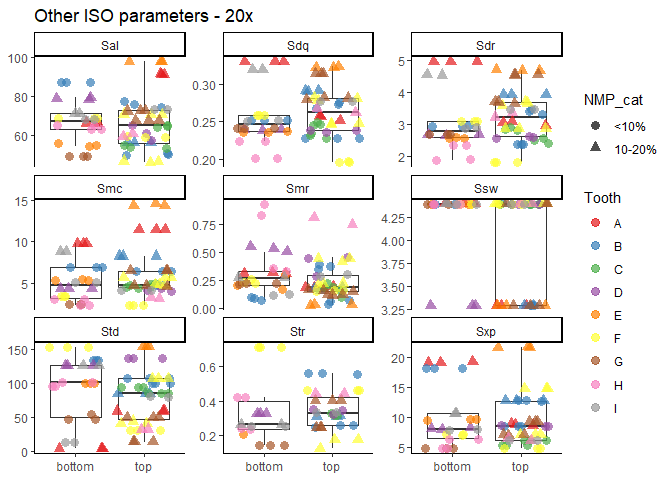 Other ISO parameters - 20x
Sal Sdq Sdr
100
80
60
0.30
0.25
0.20
5
4
3
2
Smc Smr Ssw
15
10
5
0.75
0.50
0.25
0.00
4.25
4.00
3.75
3.50
3.25
Std Str Sxp
150
100
50
0
0.6
0.4
0.2
20
15
10
5
bottom top bottom top bottom top
NMP_cat
<10%
10-20%
Tooth
A
B
C
D
E
F
G
H
I